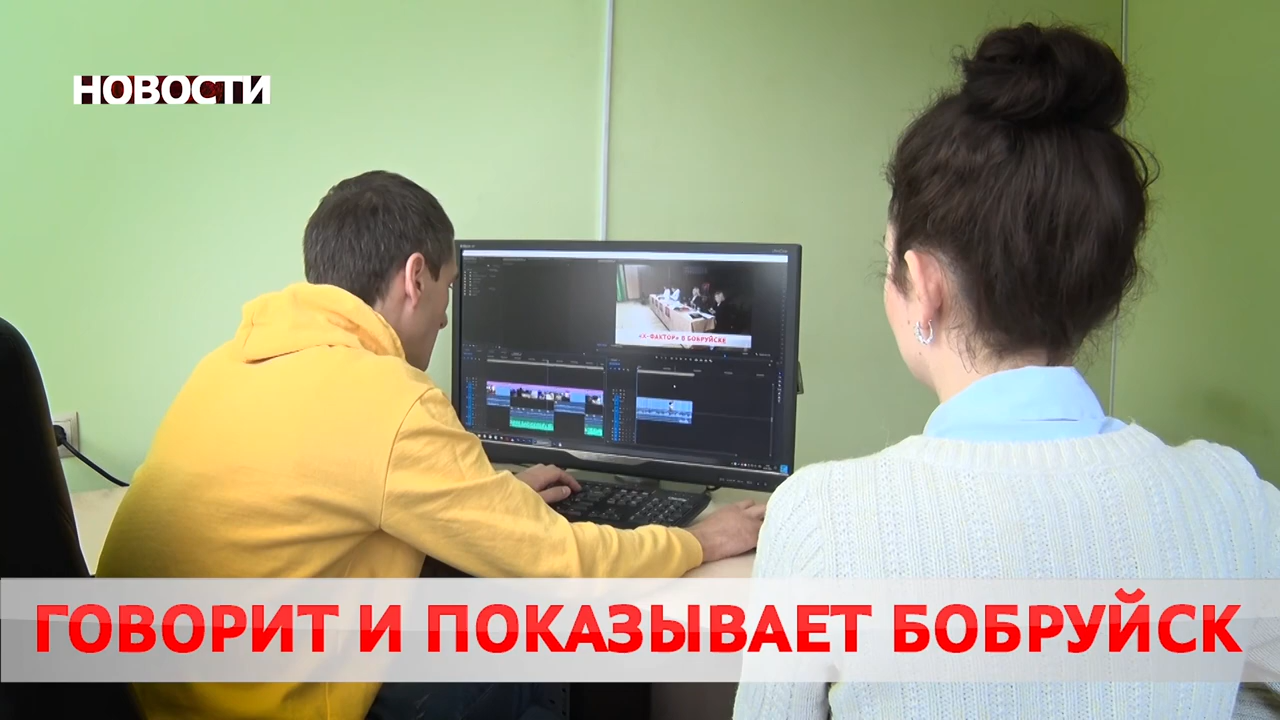 НОВОСТИ
«Х-ФАКТОР» В БОБРУЙСКЕ
ГОВОРИТ И ПОКАЗЫВАЕТ БОБРУЙСК